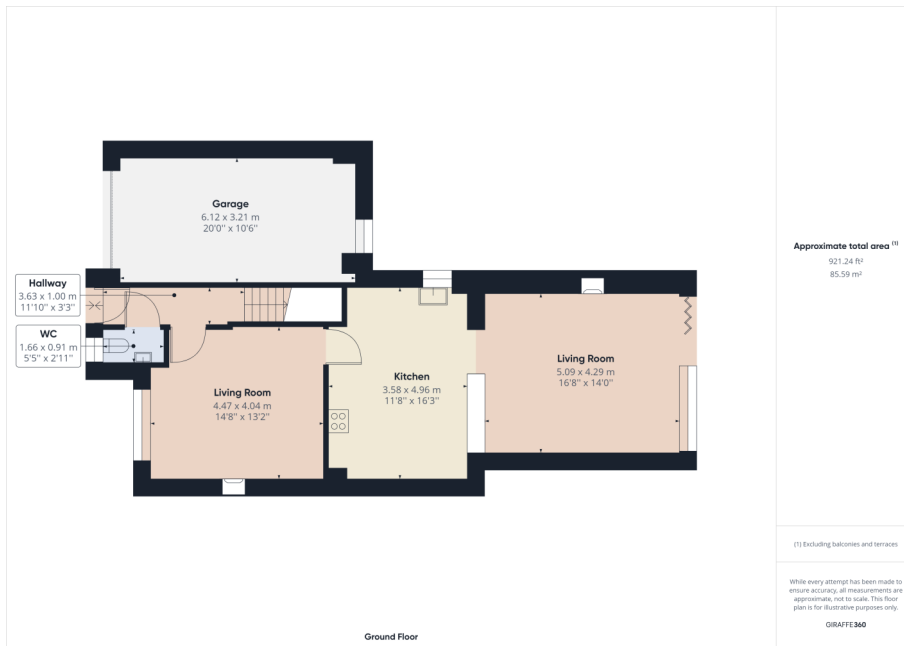 Garage
6.12 x 3.21 m
20'0'' x 10'6''
Hallway
3.63 x 1.00 m
11'10'' x 3'3''
WC
1.66 x 0.91 m
5'5'' x 2'11''
Living Room
4.47 x 4.04 m
14'8'' x 13'2''
Kitchen
3.58 x 4.96 m
11'8'' x 16'3''
Living Room
5.09 x 4.29 m
16'8'' x 14'0''
Ground Floor
Approximate total area (1)
921.24 ft²
85.59 m²
(1) Excluding balconies and terraces
While every attempt has been made to
ensure accuracy, all measurements are
approximate, not to scale. This floor
plan is for illustrative purposes only.
GIRAFFE360